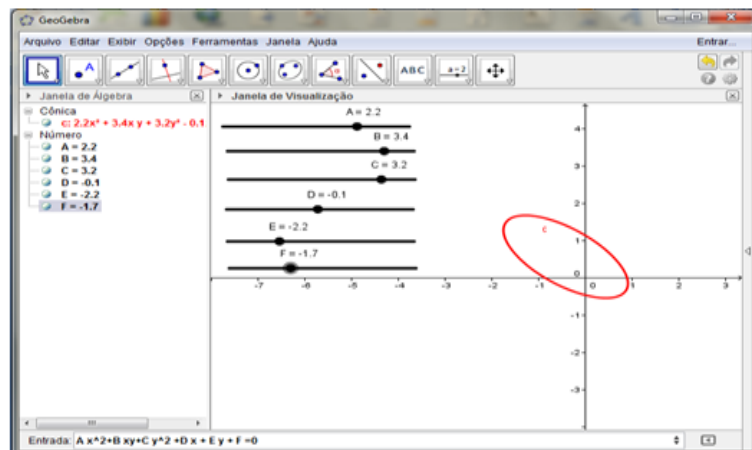 GeoGebra
Arquivo Editar Exibir Opções Ferramentas Janela Ajuda
Entrar...
A
ABC
a=2
Janela de Álgebra
Cônica
c: 2.2x² + 3.4x y + 3.2y² - 0.1
Número
A = 2.2
B = 3.4
C = 3.2
D = -0.1
E = -2.2
F = -1.7
Janela de Visualização
A = 2.2
B = 3.4
C = 3.2
D = -0.1
E = -2.2
F = -1.7
c
4
3
2
1
0
-1
-2
-3
-7 -6 -5 -4 -3 -2 -1 0 1 2 3
Entrada: A x^2+B xy+C y^2 +D x + E y + F =0